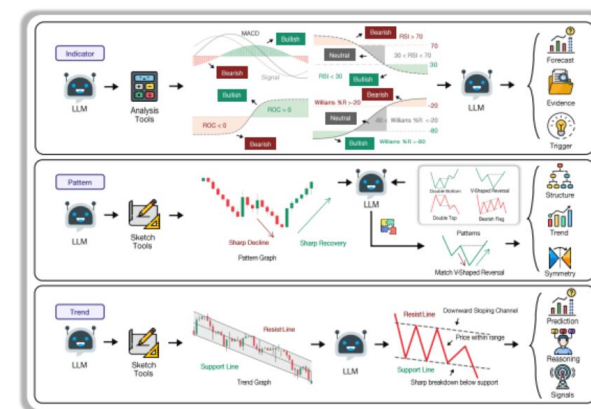 Indicator
LLM
Analysis
Tools
MACD
Bullish
Bearish
Signal
Bullish
ROC > 0
ROC < 0
Bearish
Bearish
RSI > 70
70
Neutral
30 < RSI < 70
30
RSI < 30
Bullish
Bearish
Willians %R >-20
-20
Neutral
Willians %R < -20
-80
Bullish
Willians %R >-80
LLM
Forecast
Evidence
Trigger
Pattern
LLM
Sketch
Tools
Sharp Decline
Sharp Recovery
Pattern Graph
LLM
Double Bottom
V-Shaped Reversal
Double Top
Bearish Flag
Patterns
Match V-Shaped Reversal
Structure
Trend
Symmetry
Trend
LLM
Sketch
Tools
Resist Line
Support Line
Trend Graph
LLM
Resist Line
Downward Sloping Channel
Price within range
Support Line
Sharp breakdown below support
Prediction
Reasoning
Signals